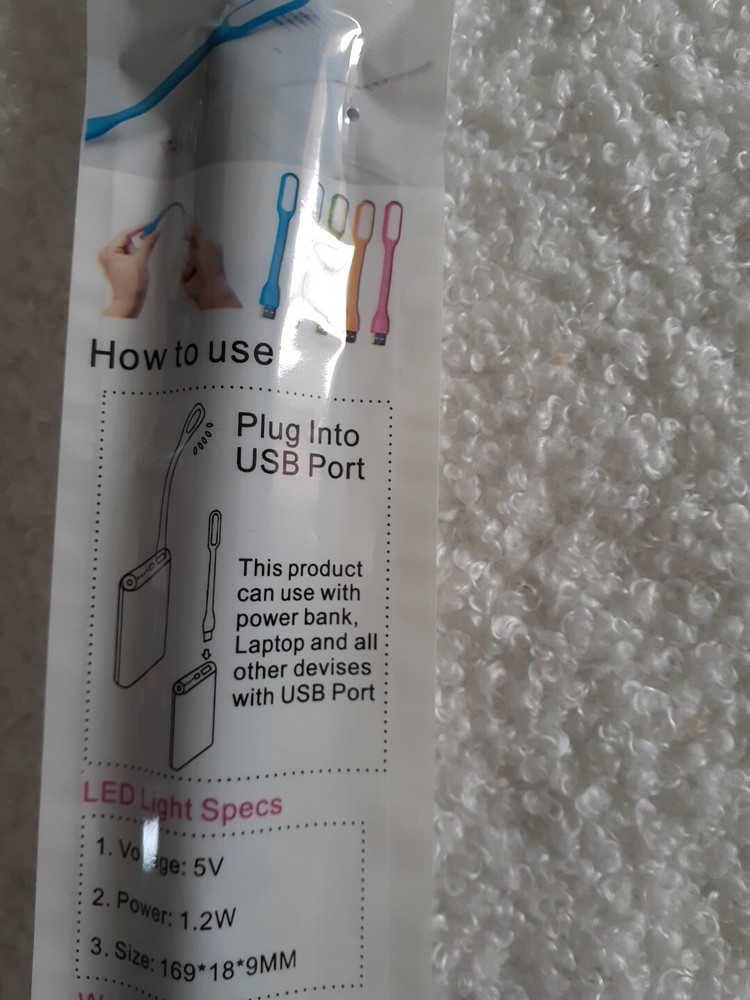 How to use
Plug Into
USB Port
This product
can use with
power bank,
Laptop and all
other devises
with USB Port
LED Light Specs
1. Voltage: 5V
2. Power: 1.2W
3. Size: 169*18*9MM